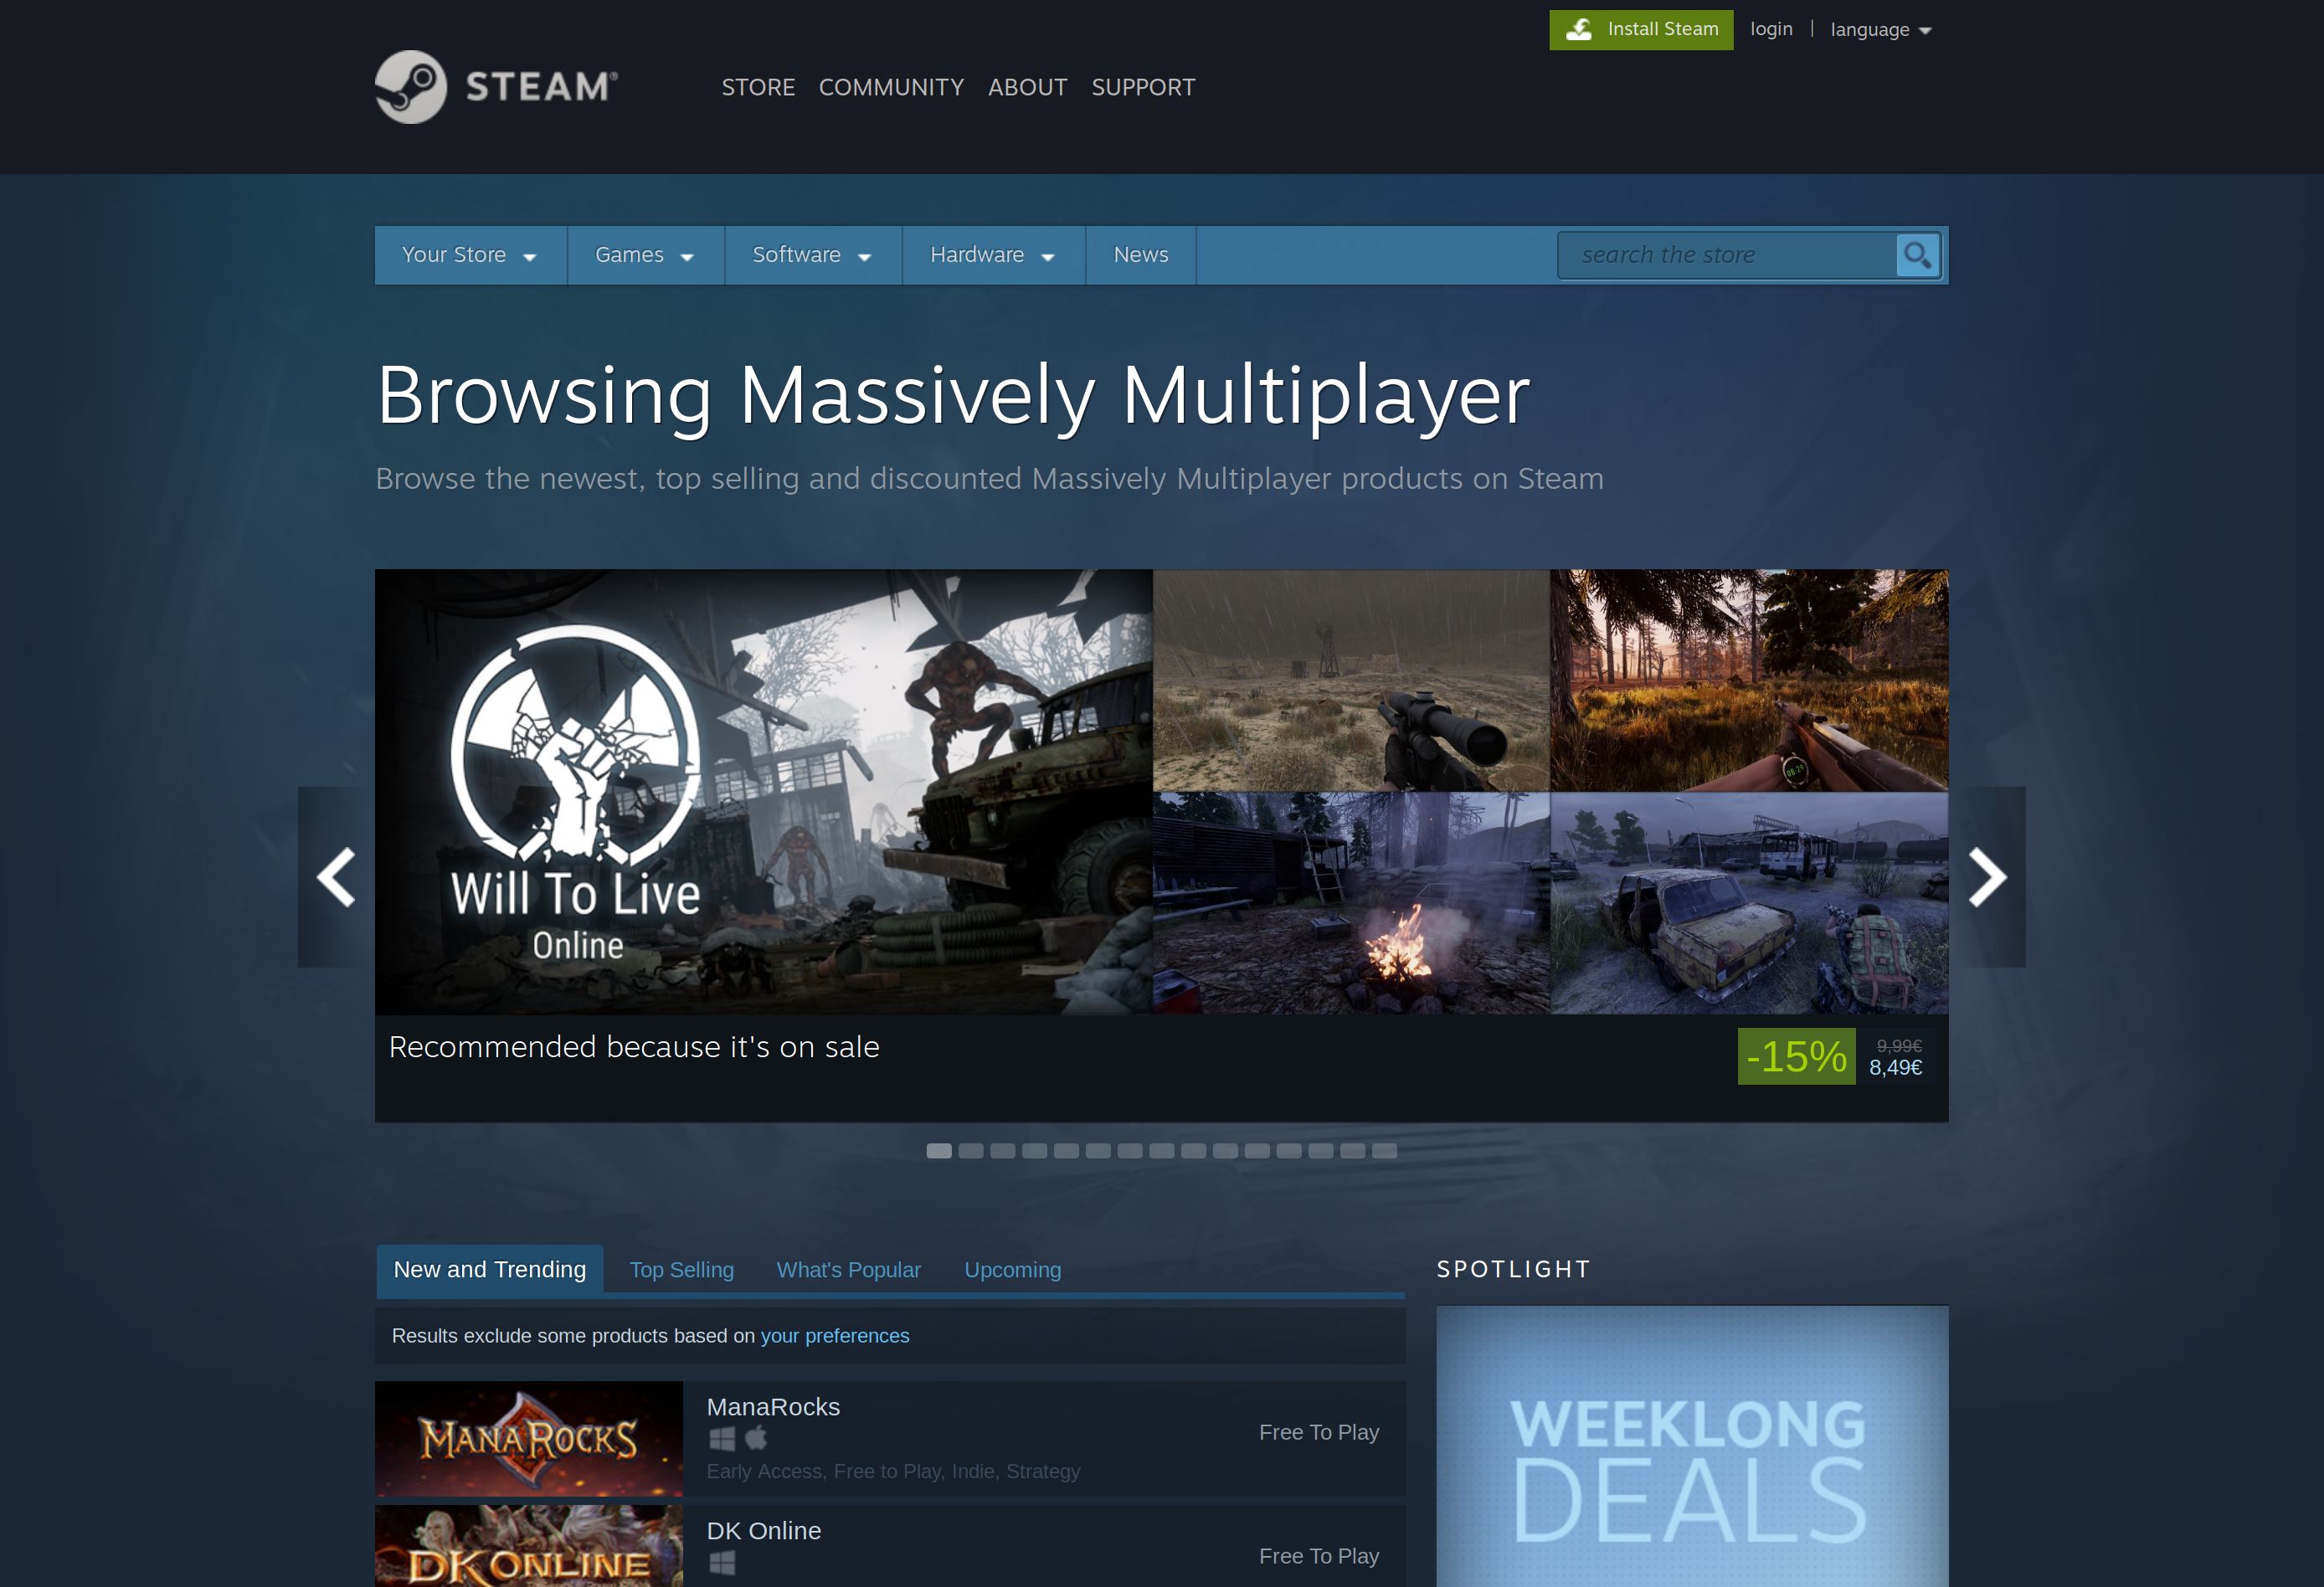 Install Steam login | language
STEAM®
STORE COMMUNITY ABOUT SUPPORT
Your Store Games Software Hardware News
search the store
Browsing Massively Multiplayer
Browse the newest, top selling and discounted Massively Multiplayer products on Steam
Will To Live
Online
08:29
Recommended because it's on sale
-15%
9,99€
8,49€
New and Trending Top Selling What's Popular Upcoming
SPOTLIGHT
Results exclude some products based on your preferences
MANAROCKS
ManaRocks
Free To Play
Early Access, Free to Play, Indie, Strategy
WEEKLONG
DEALS
DK ONLINE
DK Online
Free To Play